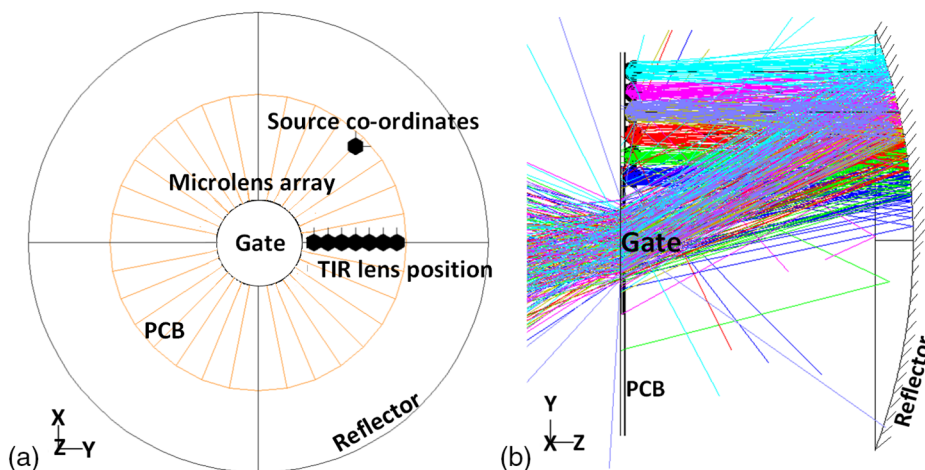 Source co-ordinates
Microlens array
Gate
TIR lens position
PCB
Reflector
X
Z Y
(a)
Gate
PCB
Reflector
Y
X Z
(b)